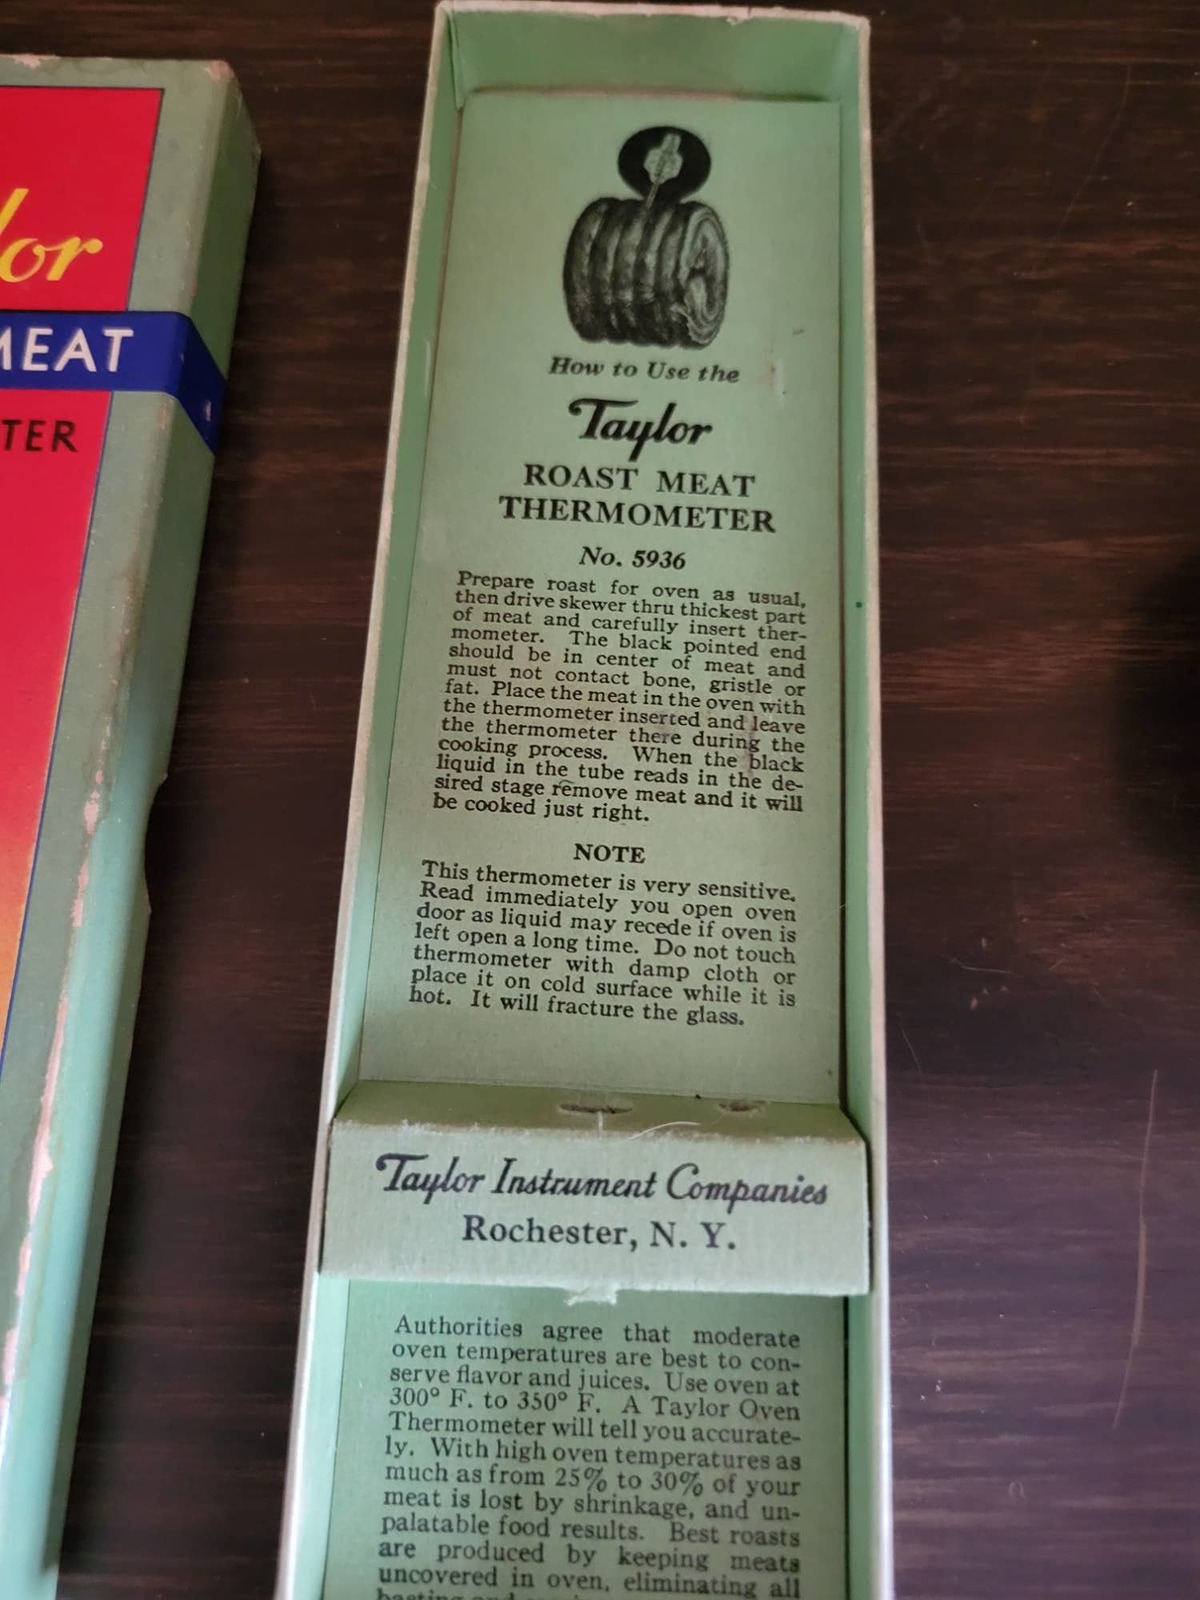 lor
MEAT
TER
How to Use the
Taylor
ROAST MEAT
THERMOMETER
No. 5936
Prepare roast for oven as usual,
then drive skewer thru thickest part
of meat and carefully insert ther-
mometer. The black pointed end
should be in center of meat and
must not contact bone, gristle or
fat. Place the meat in the oven with
the thermometer inserted and leave
the thermometer there during the
cooking process. When the black
liquid in the tube reads in the de-
sired stage remove meat and it will
be cooked just right.
NOTE
This thermometer is very sensitive.
Read immediately you open oven
door as liquid may recede if oven is
left open a long time. Do not touch
thermometer with damp cloth or
place it on cold surface while it is
hot. It will fracture the glass.
Taylor Instrument Companies
Rochester, N. Y.
Authorities agree that moderate
oven temperatures are best to con-
serve flavor and juices. Use oven at
300° F. to 350° F. A Taylor Oven
Thermometer will tell you accurate-
ly. With high oven temperatures as
much as from 25% to 30% of your
meat is lost by shrinkage, and un-
palatable food results. Best roasts
are produced by keeping meats
uncovered in oven, eliminating all